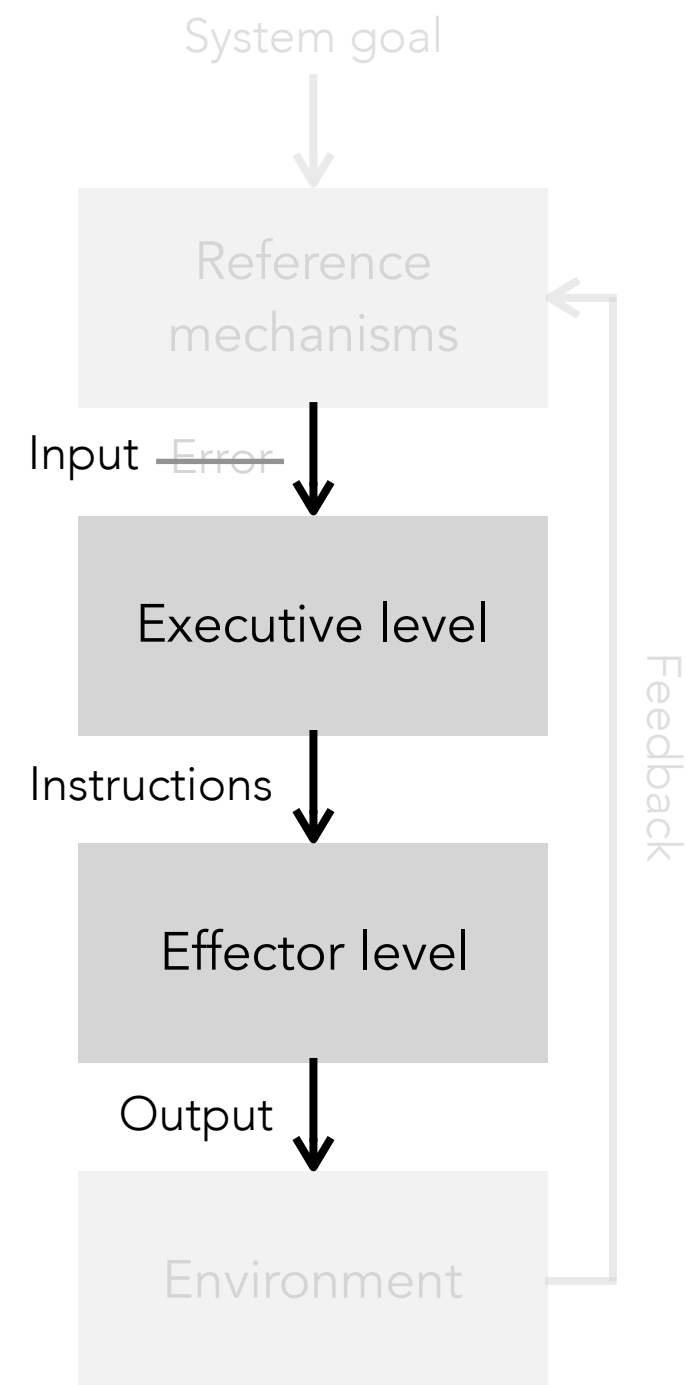 System goal
Reference
mechanisms
Input Error
Executive level
Instructions
Effector level
Output
Environment
Feedback